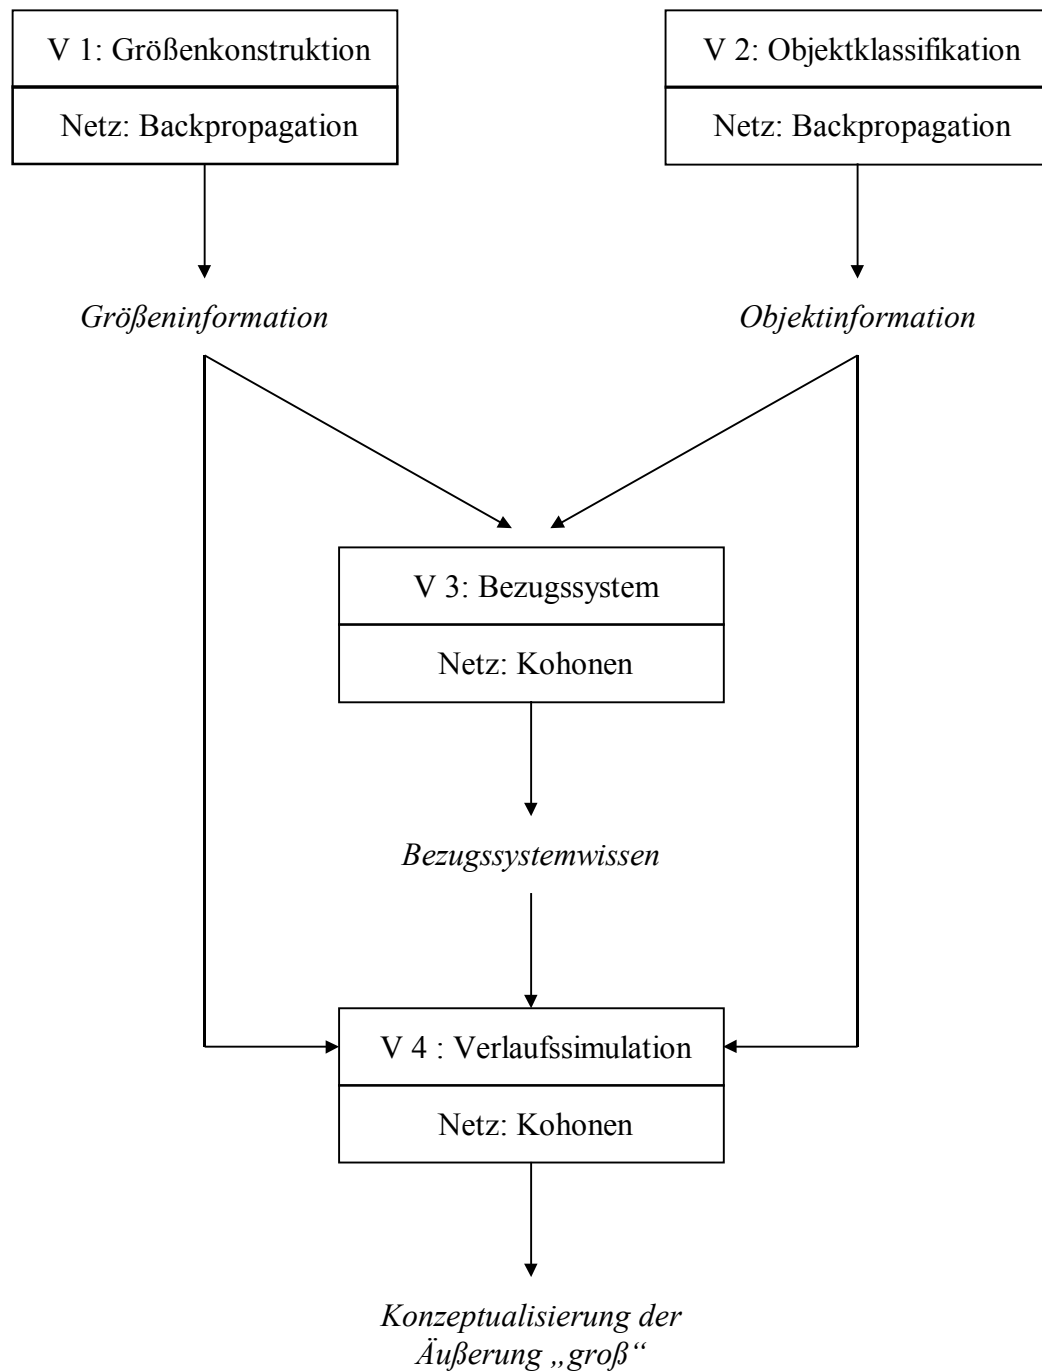 V 1: Größenkonstruktion
Netz: Backpropagation
V 2: Objektklassifikation
Netz: Backpropagation
Größeninformation
Objektinformation
V 3: Bezugssystem
Netz: Kohonen
Bezugssystemwissen
V 4 : Verlaufssimulation
Netz: Kohonen
Konzeptualisierung der
Äußerung „groß“